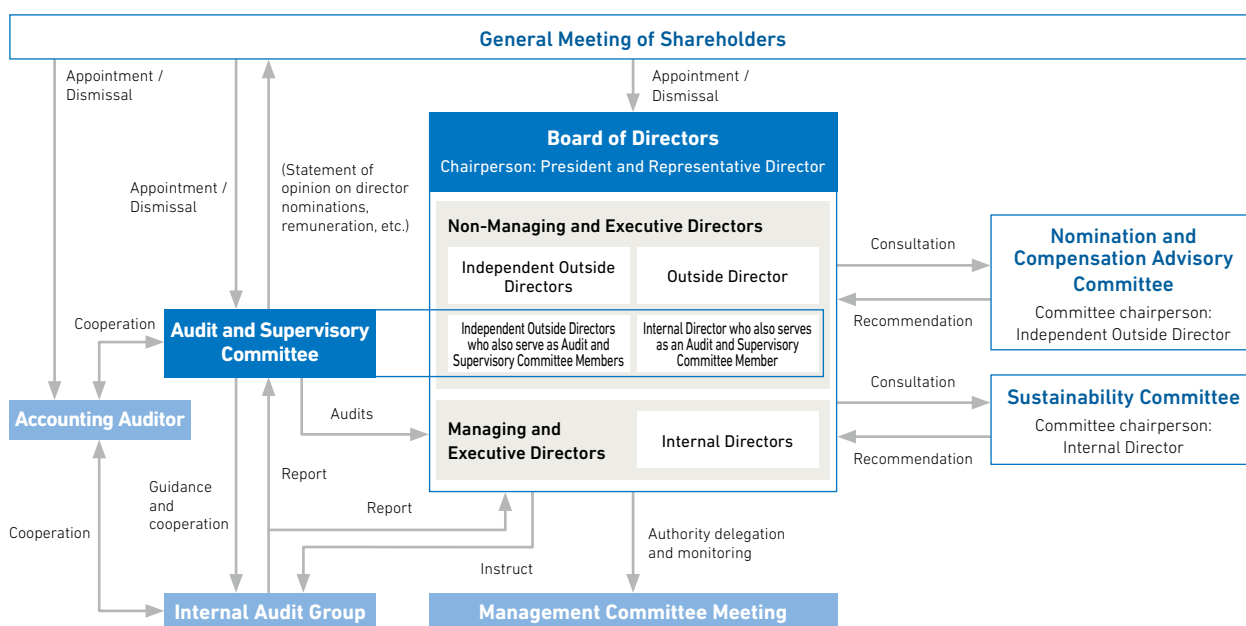 General Meeting of Shareholders
Appointment /
Dismissal
Appointment /
Dismissal
(Statement of
opinion on director
nominations,
remuneration, etc.)
Appointment /
Dismissal
Board of Directors
Chairperson: President and Representative Director
Non-Managing and Executive Directors
Independent Outside
Directors
Outside Director
Independent Outside Directors
who also serve as Audit and
Supervisory Committee Members
Internal Director who also serves
as an Audit and Supervisory
Committee Member
Managing and
Executive Directors
Internal Directors
Consultation
Recommendation
Nomination and
Compensation Advisory
Committee
Committee chairperson:
Independent Outside Director
Consultation
Recommendation
Sustainability Committee
Committee chairperson:
Internal Director
Cooperation
Audit and Supervisory
Committee
Accounting Auditor
Audits
Guidance
and
cooperation
Report
Report
Cooperation
Instruct
Authority delegation
and monitoring
Internal Audit Group
Management Committee Meeting